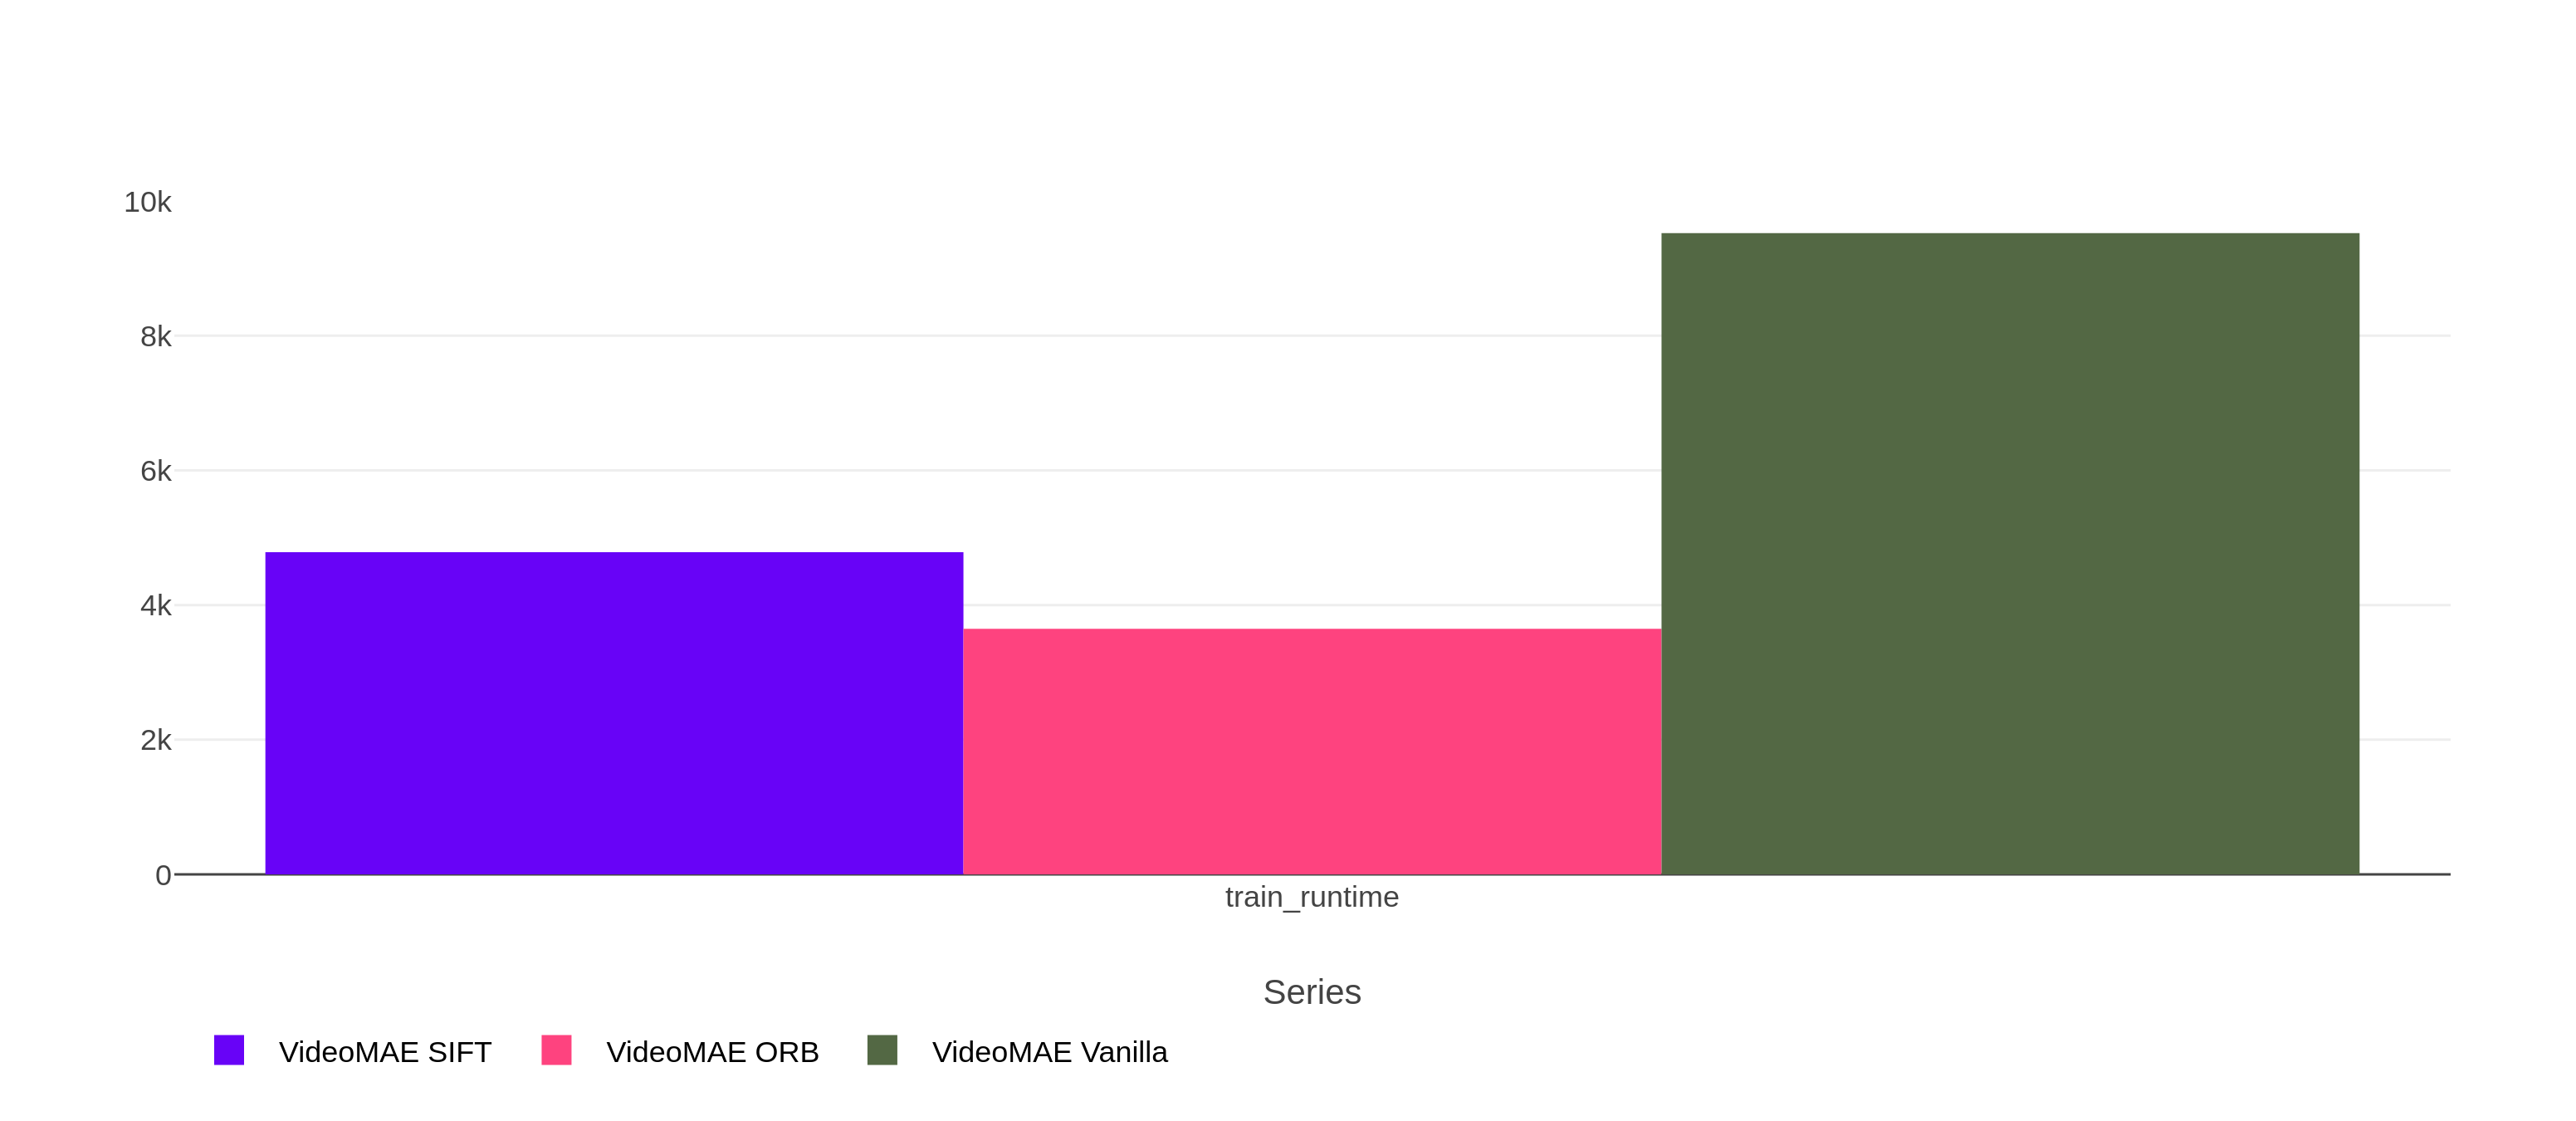 10k
8k
6k
4k
2k
0
train_runtime
Series
VideoMAE SIFT VideoMAE ORB VideoMAE Vanilla